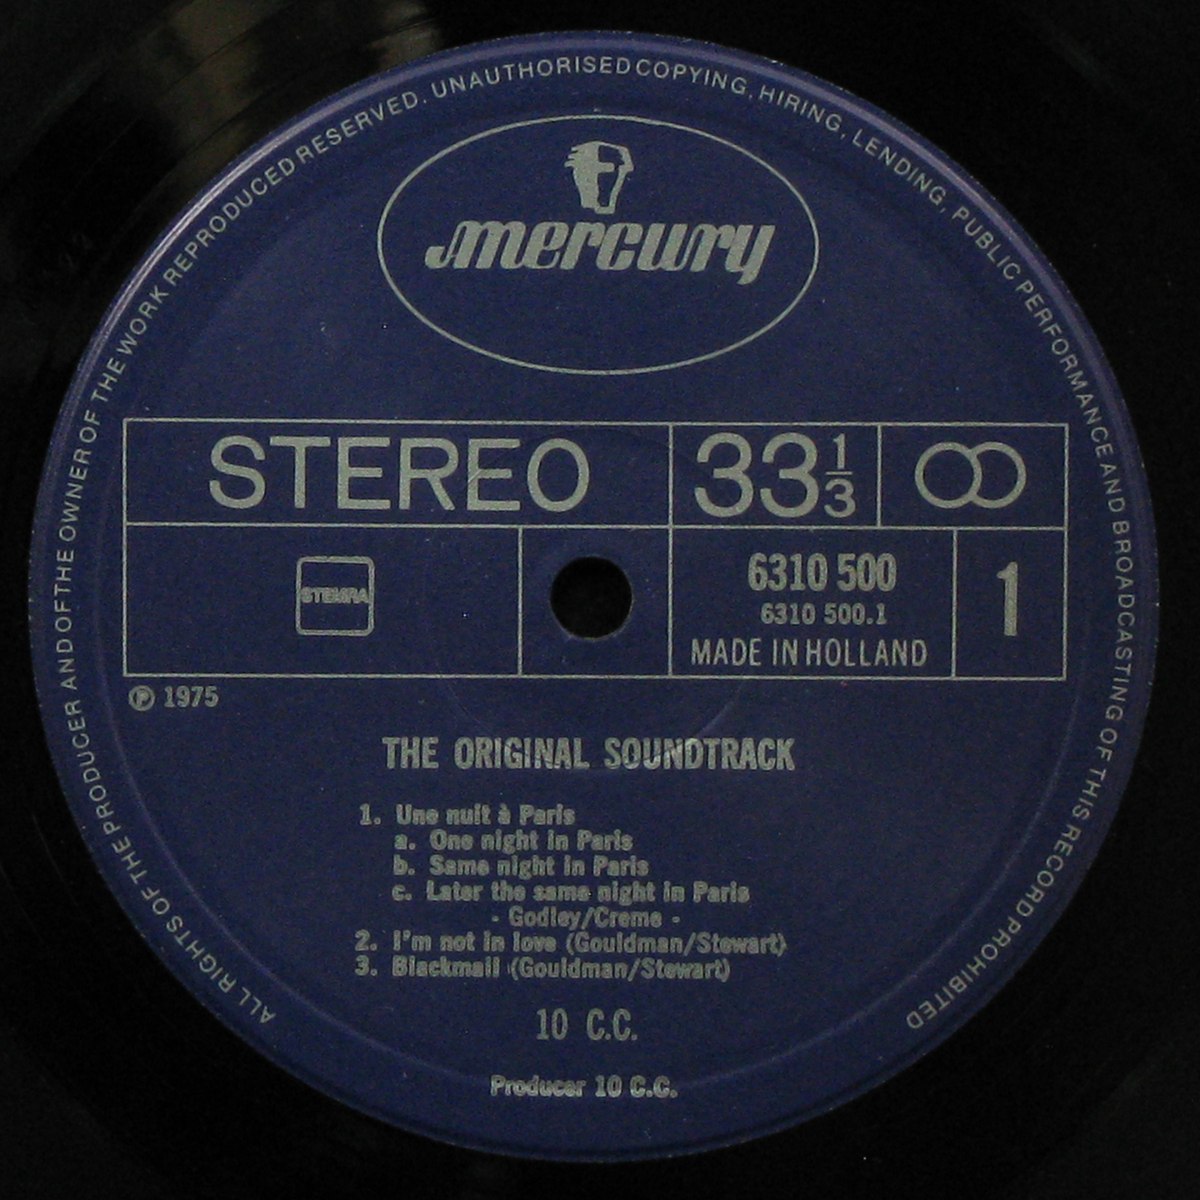 ALL RIGHTS OF THE PRODUCER AND OF THE OWNER OF THE WORK REPRODUCED RESERVED. UNAUTHORISED COPYING, HIRING, LENDING, PUBLIC PERFORMANCE AND BROADCASTING OF THIS RECORD PROHIBITED
mercury
STEREO 33 1/3
STEMRA
6310 500
6310 500.1
MADE IN HOLLAND
1
℗ 1975
THE ORIGINAL SOUNDTRACK
1. Une nuit à Paris
a. One night in Paris
b. Same night in Paris
c. Later the same night in Paris
- Godley/Creme -
2. I'm not in love (Gouldman/Stewart)
3. Blackmail (Gouldman/Stewart)
10 C.C.
Producer 10 C.C.